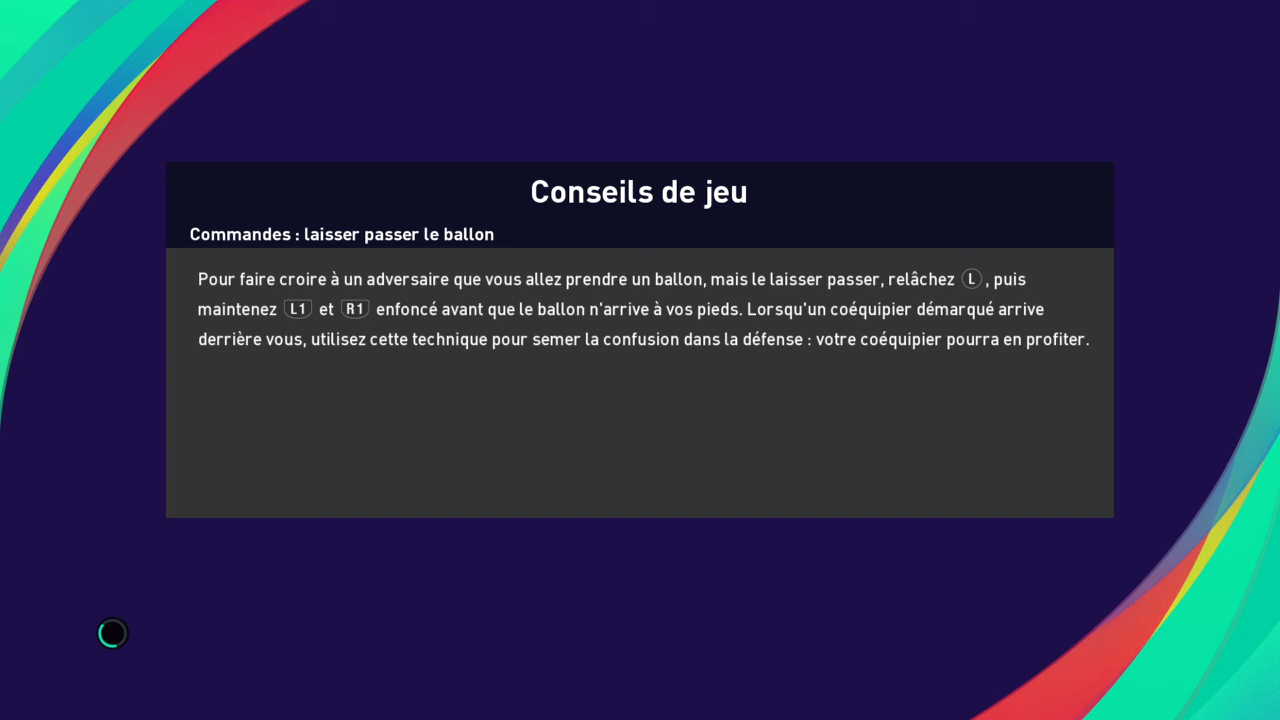 Conseils de jeu
Commandes : laisser passer le ballon
Pour faire croire à un adversaire que vous allez prendre un ballon, mais le laisser passer, relâchez L, puis
maintenez L1 et R1 enfoncé avant que le ballon n'arrive à vos pieds. Lorsqu'un coéquipier démarqué arrive
derrière vous, utilisez cette technique pour semer la confusion dans la défense : votre coéquipier pourra en profiter.